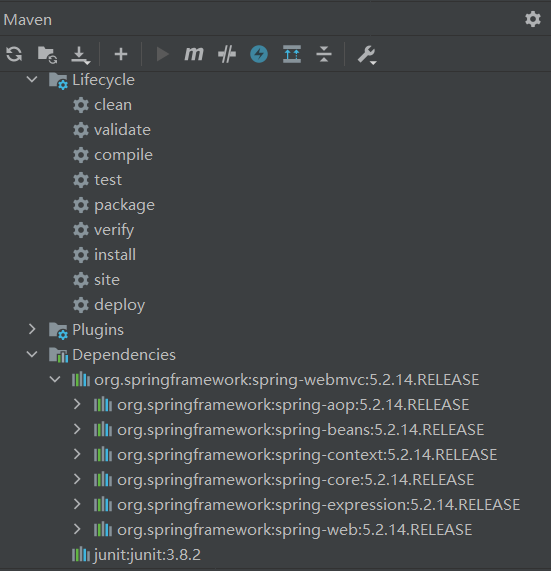 Maven
Lifecycle
clean
validate
compile
test
package
verify
install
site
deploy
Plugins
Dependencies
org.springframework:spring-webmvc:5.2.14.RELEASE
org.springframework:spring-aop:5.2.14.RELEASE
org.springframework:spring-beans:5.2.14.RELEASE
org.springframework:spring-context:5.2.14.RELEASE
org.springframework:spring-core:5.2.14.RELEASE
org.springframework:spring-expression:5.2.14.RELEASE
org.springframework:spring-web:5.2.14.RELEASE
junit:junit:3.8.2